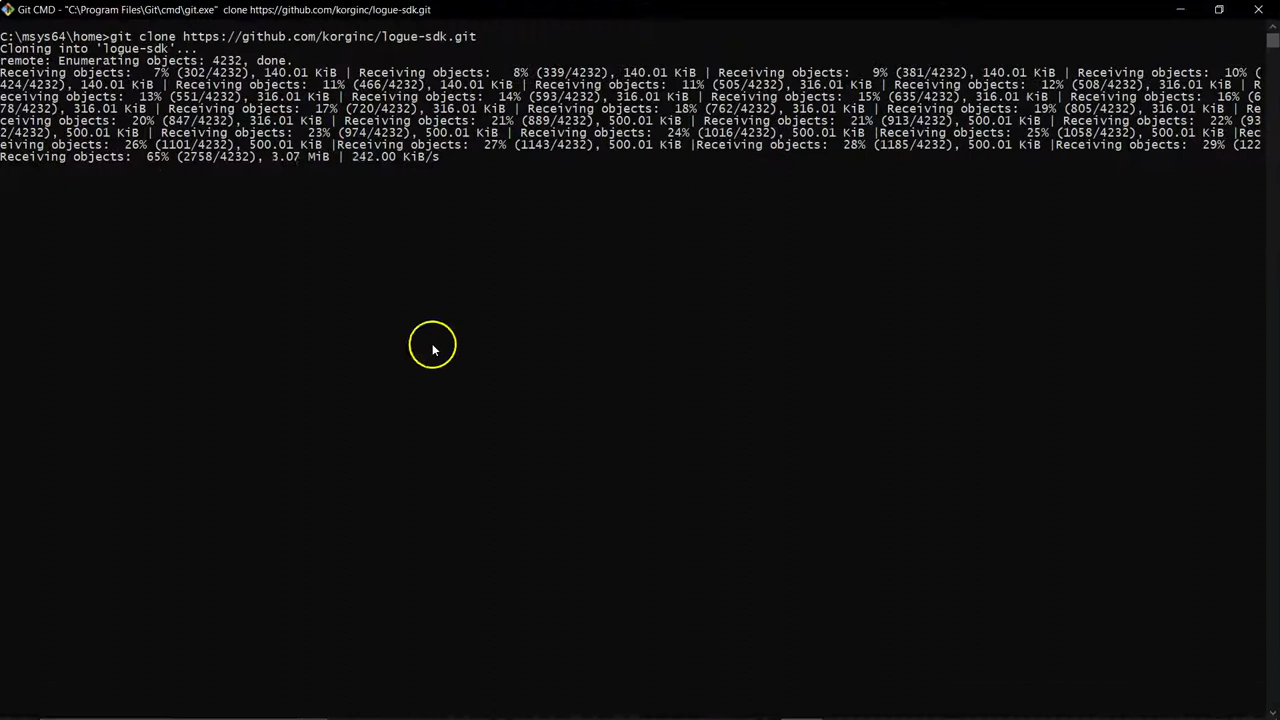 Git CMD - "C:\Program Files\Git\cmd\git.exe" clone https://github.com/korginc/logue-sdk.git
C:\msys64\home>git clone https://github.com/korginc/logue-sdk.git
Cloning into 'logue-sdk'...
remote: Enumerating objects: 4232, done.
Receiving objects:   7% (302/4232), 140.01 KiB | Receiving objects:   8% (339/4232), 140.01 KiB | Receiving objects:   9% (381/4232), 140.01 KiB | Receiving objects:  10% (
424/4232), 140.01 KiB | Receiving objects:  11% (466/4232), 140.01 KiB | Receiving objects:  11% (505/4232), 316.01 KiB | Receiving objects:  12% (508/4232), 316.01 KiB | R
eceiving objects:  13% (551/4232), 316.01 KiB | Receiving objects:  14% (593/4232), 316.01 KiB | Receiving objects:  15% (635/4232), 316.01 KiB | Receiving objects:  16% (6
78/4232), 316.01 KiB | Receiving objects:  17% (720/4232), 316.01 KiB | Receiving objects:  18% (762/4232), 316.01 KiB | Receiving objects:  19% (805/4232), 316.01 KiB | Re
ceiving objects:  20% (847/4232), 316.01 KiB | Receiving objects:  21% (889/4232), 500.01 KiB | Receiving objects:  21% (913/4232), 500.01 KiB | Receiving objects:  22% (93
2/4232), 500.01 KiB | Receiving objects:  23% (974/4232), 500.01 KiB | Receiving objects:  24% (1016/4232), 500.01 KiB |Receiving objects:  25% (1058/4232), 500.01 KiB |Rec
eiving objects:  26% (1101/4232), 500.01 KiB |Receiving objects:  27% (1143/4232), 500.01 KiB |Receiving objects:  28% (1185/4232), 500.01 KiB |Receiving objects:  29% (122
Receiving objects:  65% (2758/4232), 3.07 MiB | 242.00 KiB/s